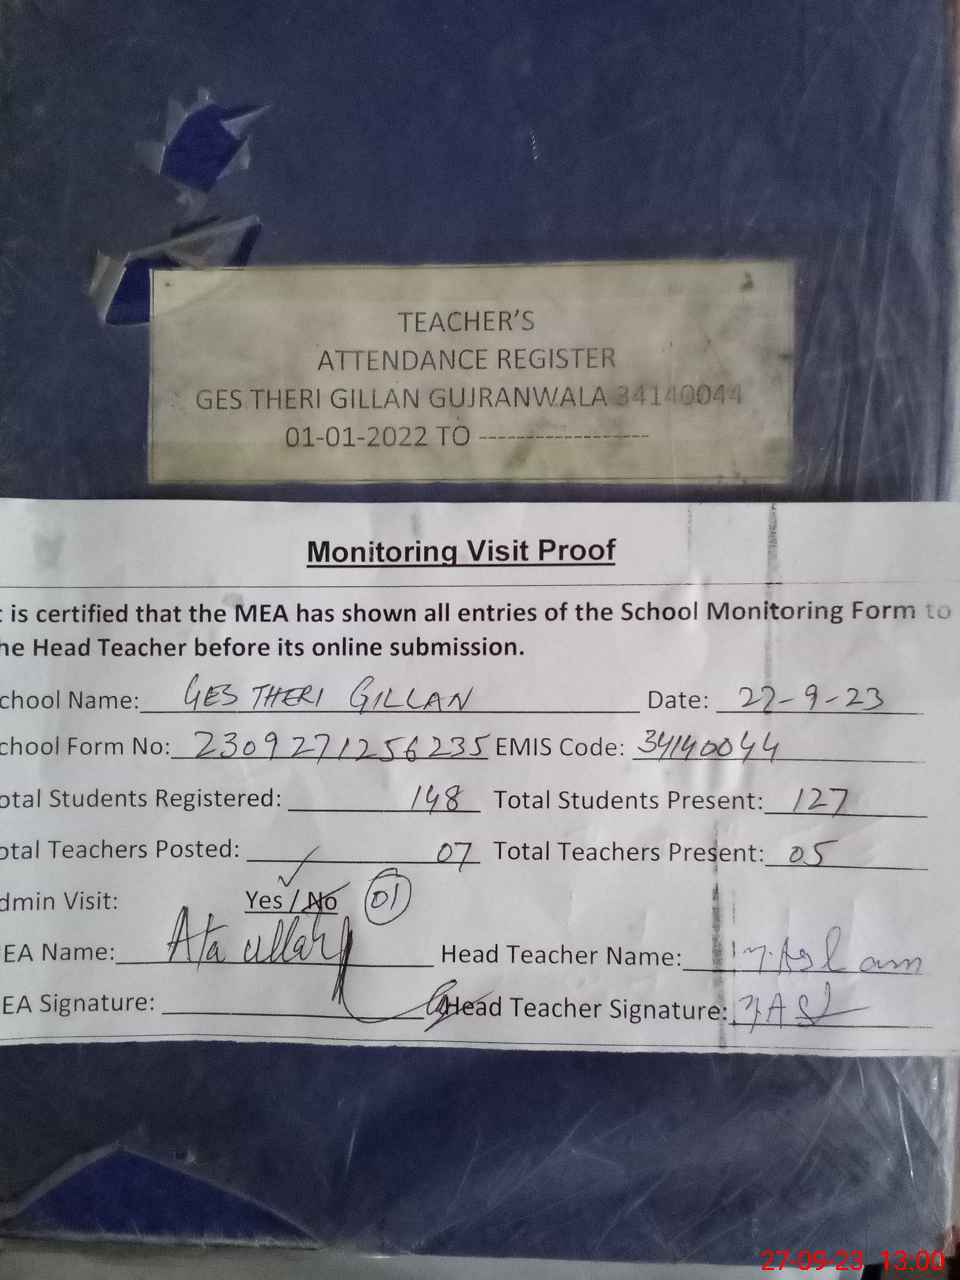 TEACHER'S
ATTENDANCE REGISTER
GES THERI GILLAN GUJRANWALA 34140044
01-01-2022 TO ------------------
Monitoring Visit Proof
t is certified that the MEA has shown all entries of the School Monitoring Form to
he Head Teacher before its online submission.
chool Name: GES THERI GILLAN Date: 27-9-23
chool Form No: 2309271256235 EMIS Code: 34140044
otal Students Registered: 148 Total Students Present: 127
otal Teachers Posted: 07 Total Teachers Present: 05
dmin Visit: Yes / No 01
EA Name: Ata ullah Head Teacher Name: M. Aslam
EA Signature: Head Teacher Signature:
27-09-23 13:00